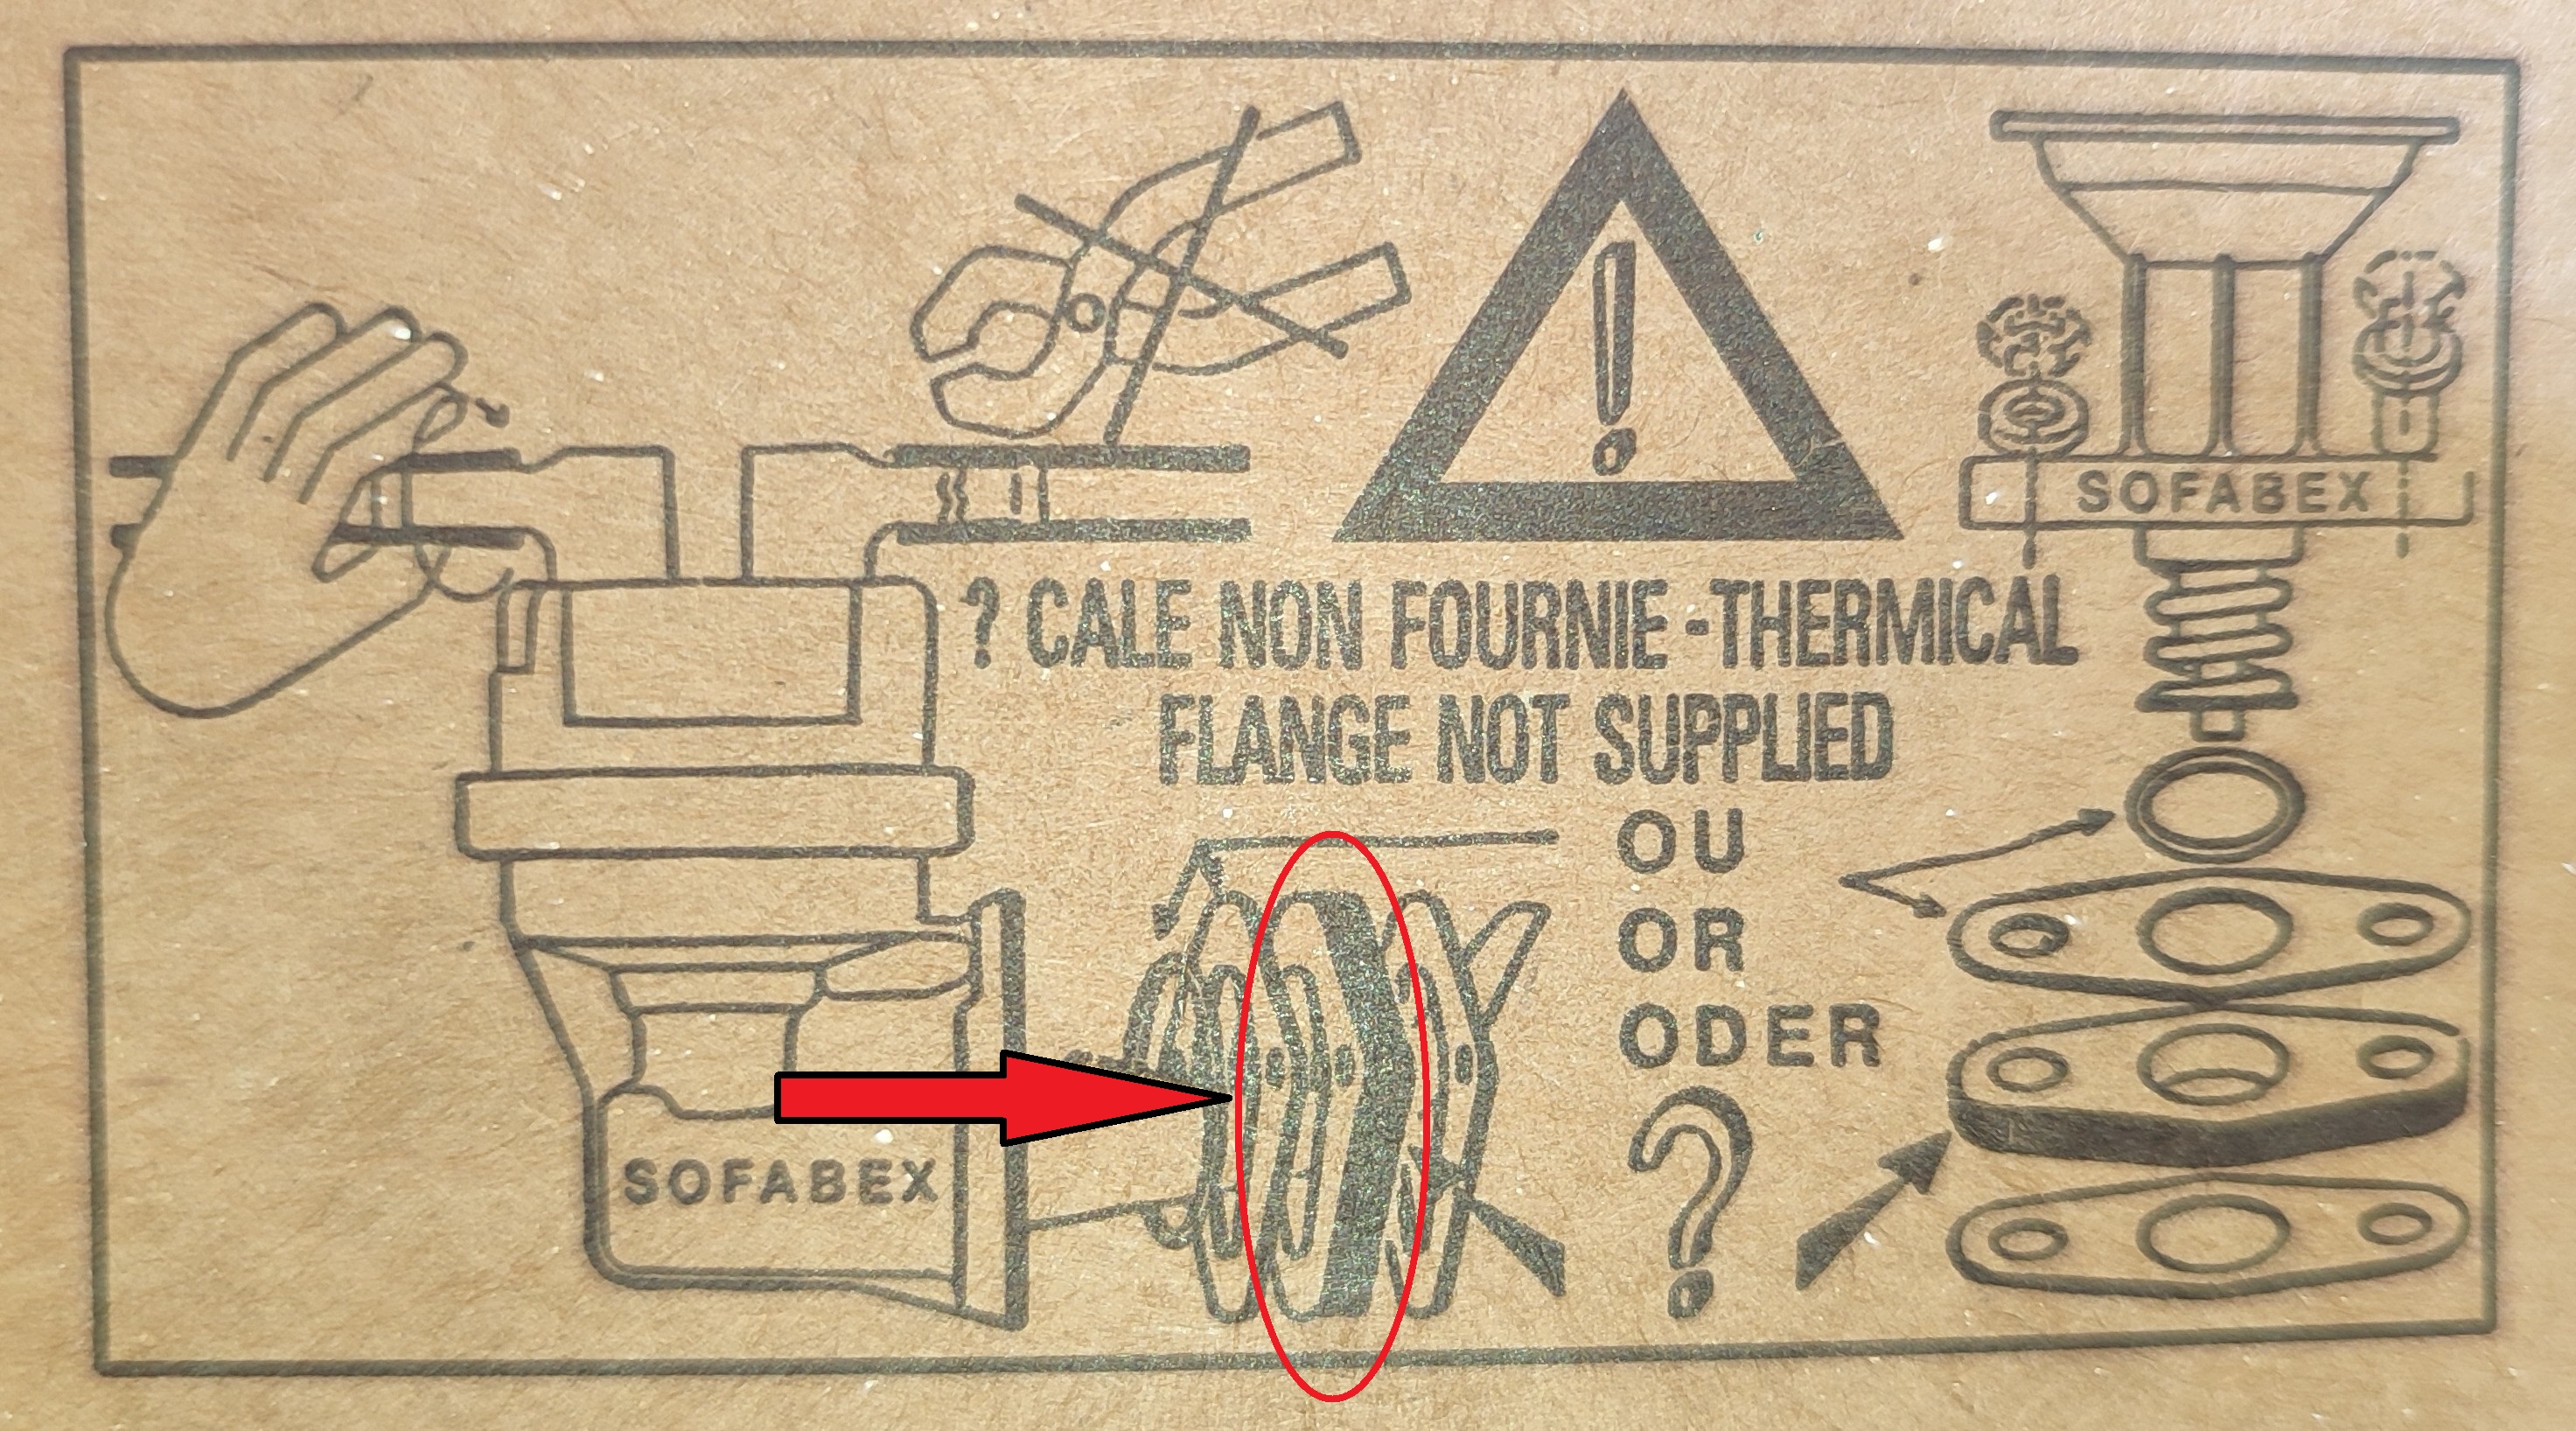 SOFABEX
? CALE NON FOURNIE - THERMICAL
FLANGE NOT SUPPLIED
OU
OR
ODER
?
SOFABEX